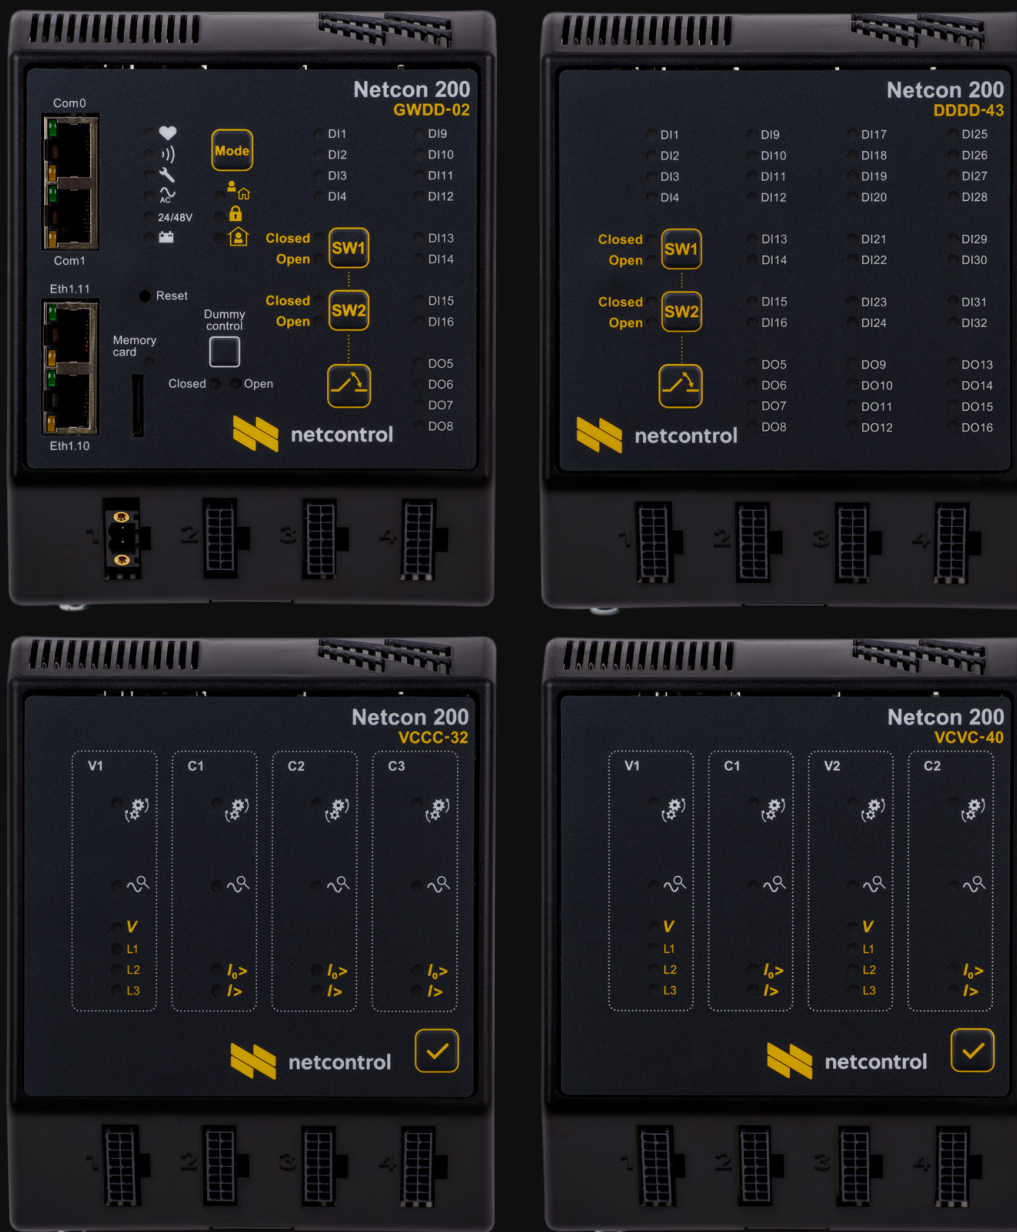 Netcon 200
GWDD-02
Com0
Com1
Eth1.11
Eth1.10
AC
24/48V
Reset
Memory
card
Mode
Dummy
control
Closed
Open
Closed
Open
SW1
Closed
Open
SW2
DI1
DI2
DI3
DI4
DI9
DI10
DI11
DI12
DI13
DI14
DI15
DI16
DO5
DO6
DO7
DO8
netcontrol
1
2
3
4
Netcon 200
DDDD-43
DI1
DI2
DI3
DI4
Closed
Open
SW1
Closed
Open
SW2
DI9
DI10
DI11
DI12
DI13
DI14
DI15
DI16
DO5
DO6
DO7
DO8
DI17
DI18
DI19
DI20
DI21
DI22
DI23
DI24
DO9
DO10
DO11
DO12
DI25
DI26
DI27
DI28
DI29
DI30
DI31
DI32
DO13
DO14
DO15
DO16
netcontrol
1
2
3
4
Netcon 200
VCCC-32
V1
V
L1
L2
L3
C1
I0>
I>
C2
I0>
I>
C3
I0>
I>
netcontrol
1
2
3
4
Netcon 200
VCVC-40
V1
V
L1
L2
L3
C1
I0>
I>
V2
V
L1
L2
L3
C2
I0>
I>
netcontrol
1
2
3
4